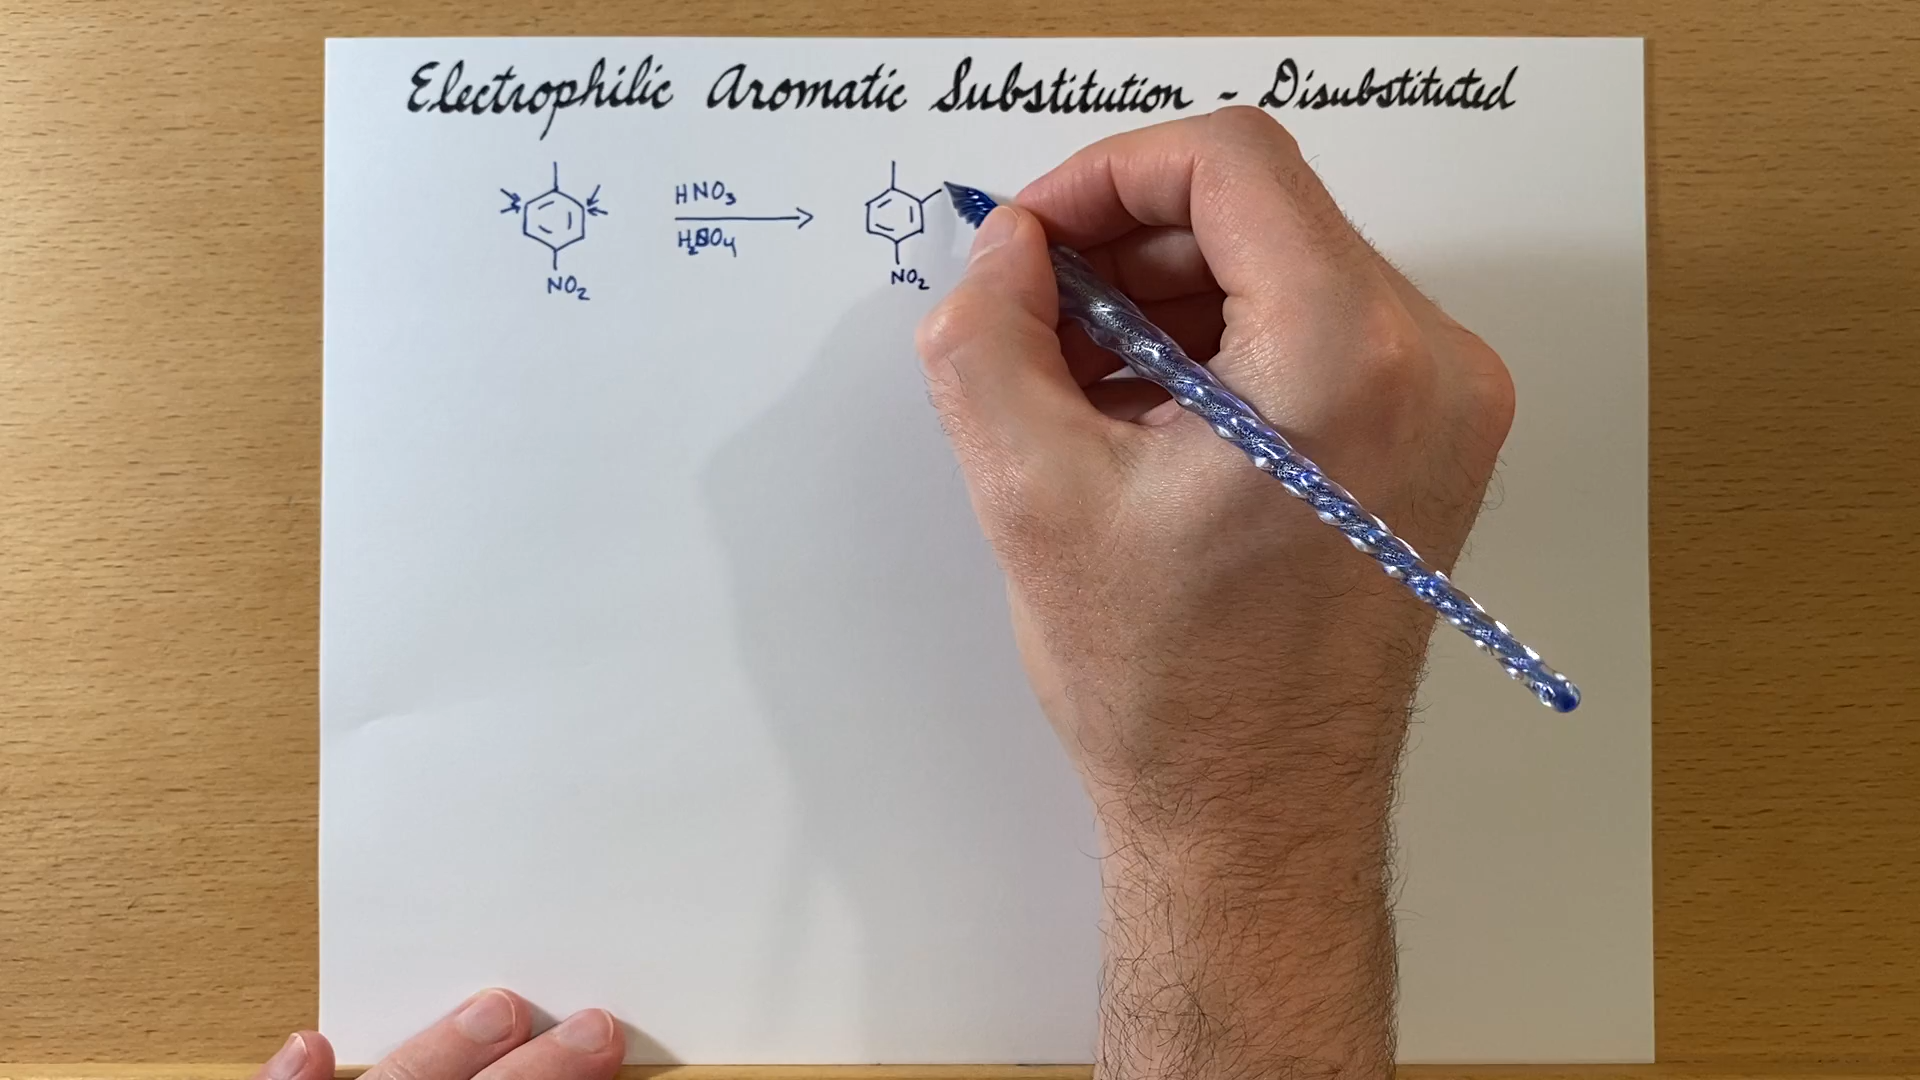 Electrophilic Aromatic Substitution - Disubstituted
HNO₃
H₂SO₄
NO₂
NO₂